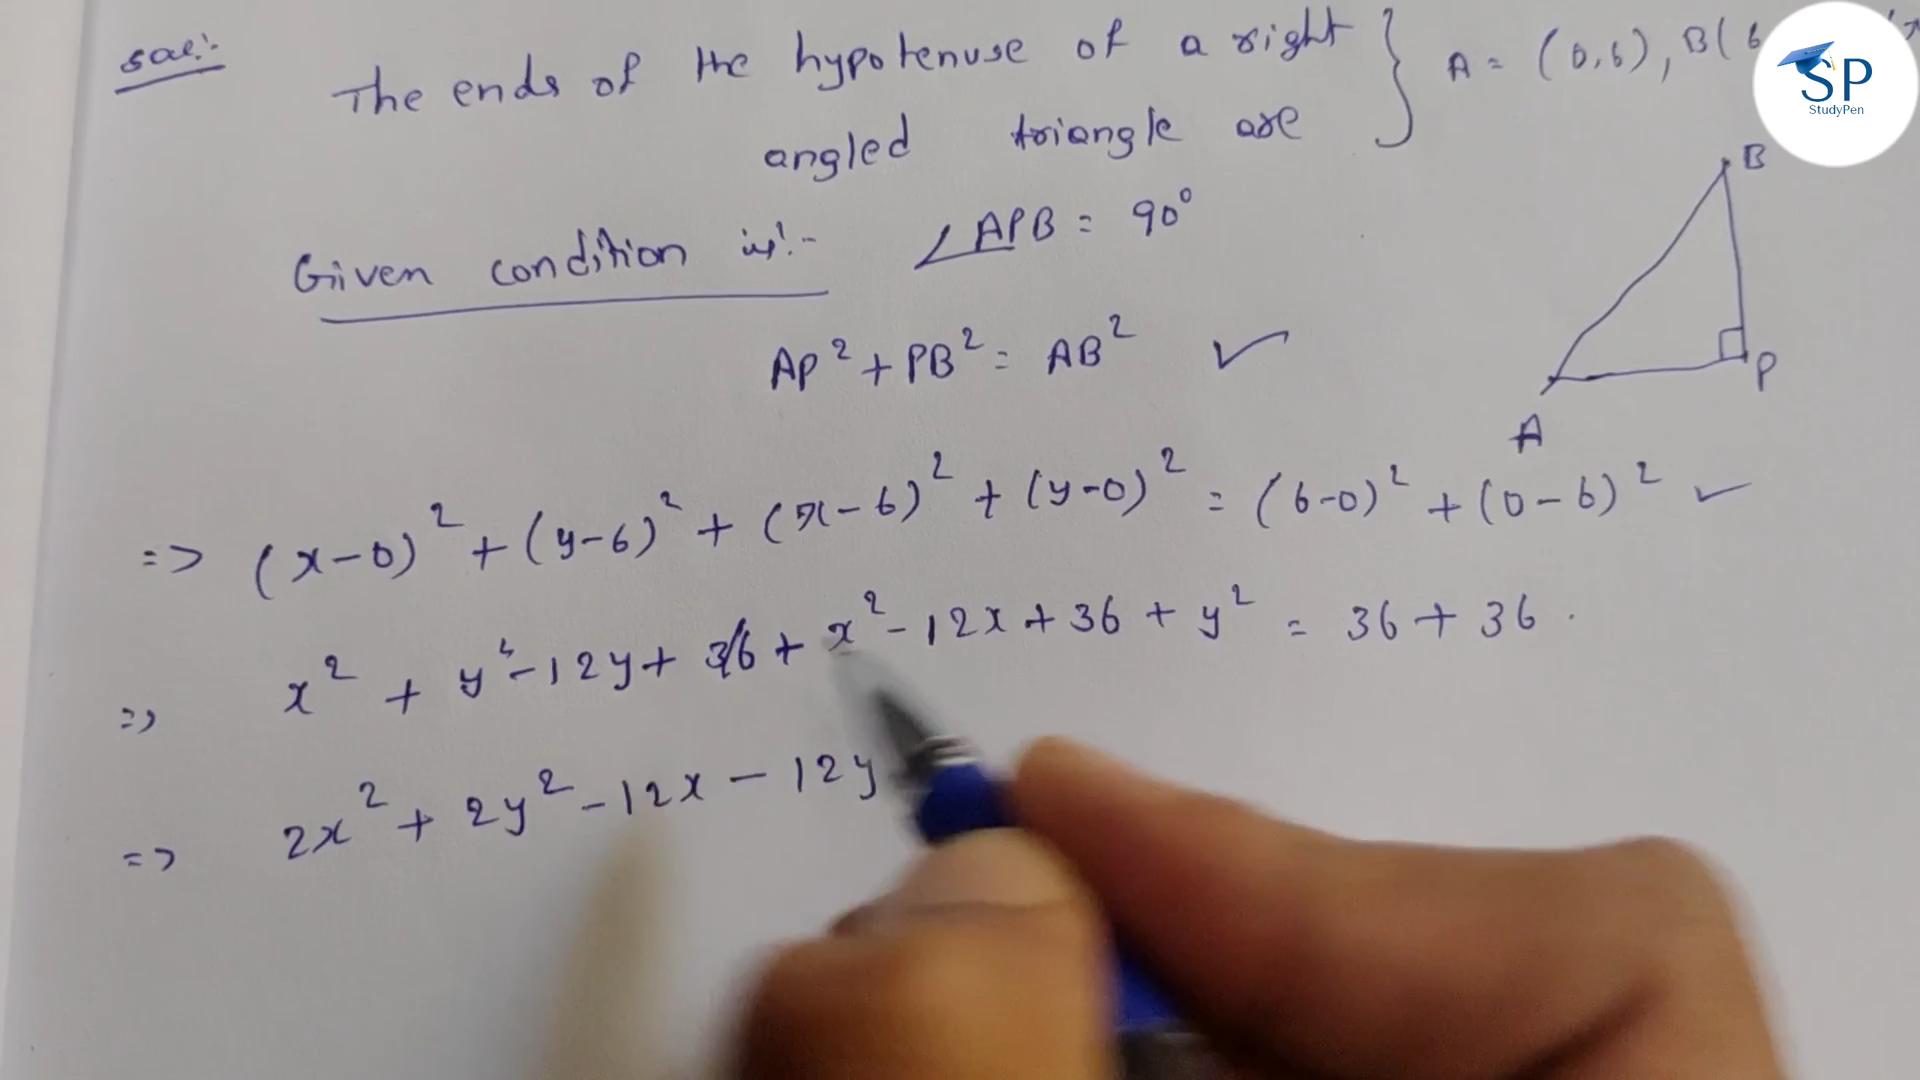 Sol:-
The ends of the hypotenuse of a right
angled triangle are
} A = (0,6), B(6
SP
StudyPen
Given condition is:- ∠APB = 90°
AP² + PB² = AB² ✓
B
P
A
=> (x-0)² + (y-6)² + (x-6)² + (y-0)² = (6-0)² + (0-6)² ✓
=> x² + y² - 12y + 36 + x² - 12x + 36 + y² = 36 + 36.
=> 2x² + 2y² - 12x - 12y